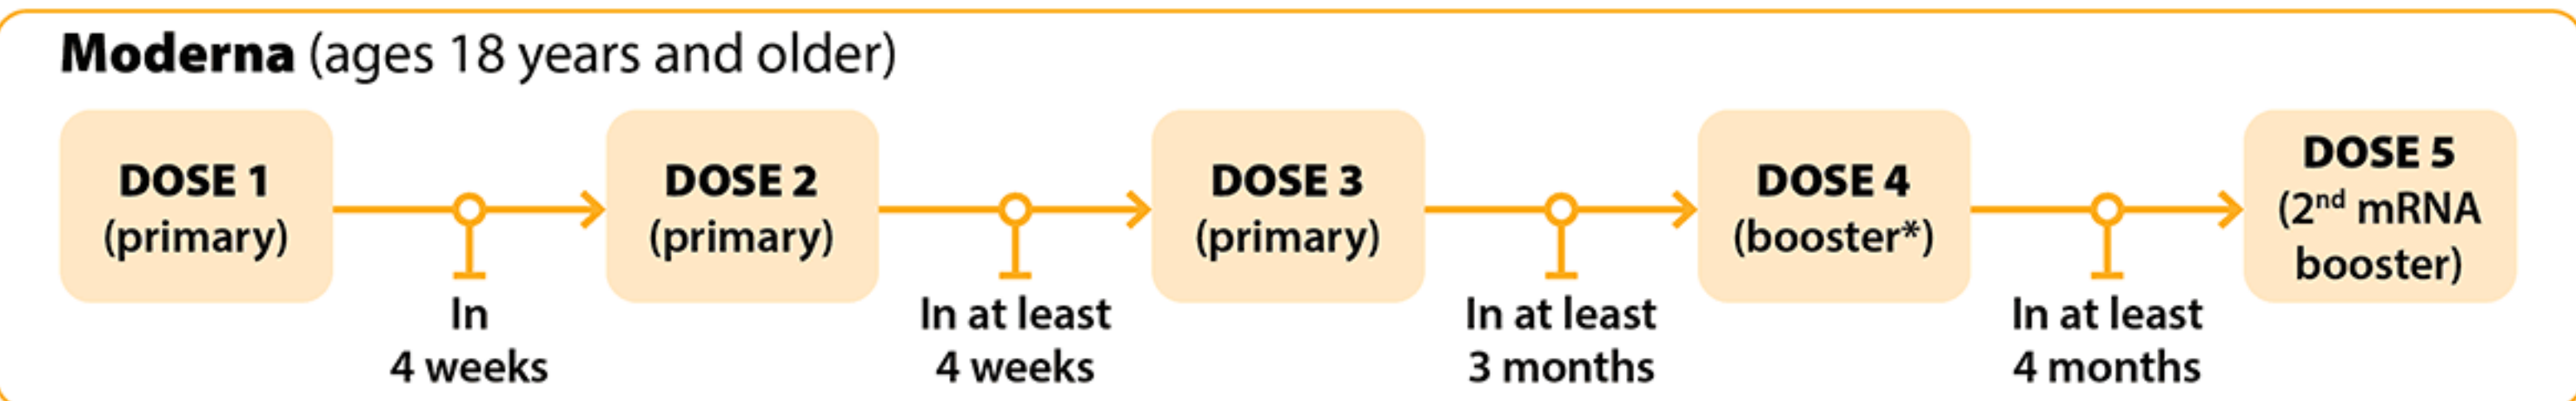 Moderna (ages 18 years and older)
DOSE 1
(primary)
In
4 weeks
DOSE 2
(primary)
In at least
4 weeks
DOSE 3
(primary)
In at least
3 months
DOSE 4
(booster*)
In at least
4 months
DOSE 5
(2nd mRNA
booster)